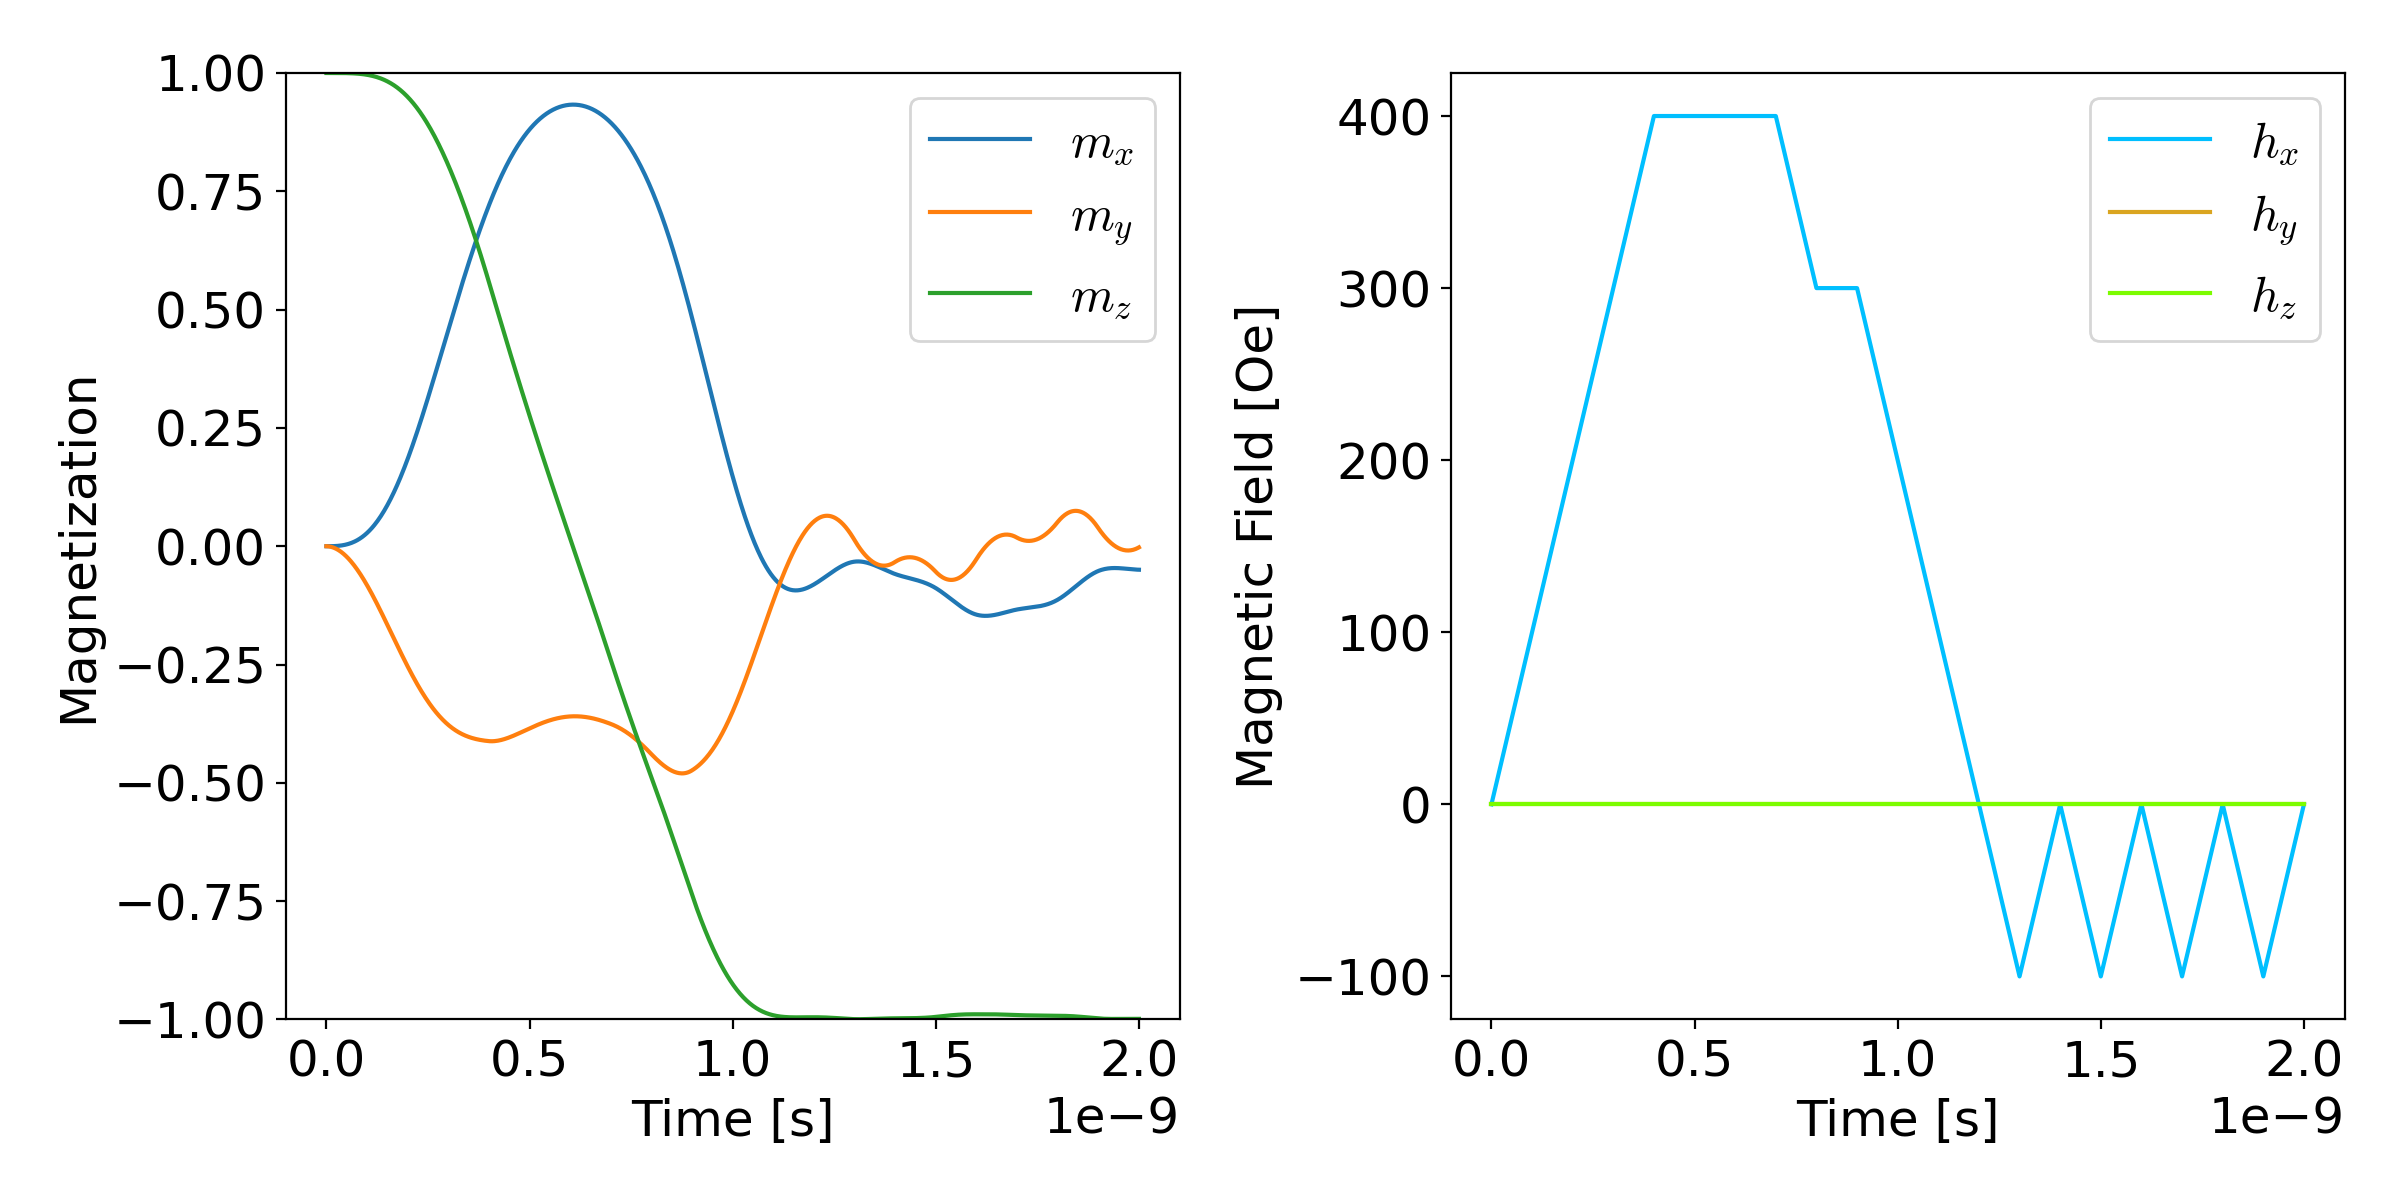 Magnetization
1.00
0.75
0.50
0.25
0.00
−0.25
−0.50
−0.75
−1.00
0.0 0.5 1.0 1.5 2.0
Time [s]
1e−9
m_x
m_y
m_z
Magnetic Field [Oe]
400
300
200
100
0
−100
0.0 0.5 1.0 1.5 2.0
Time [s]
1e−9
h_x
h_y
h_z